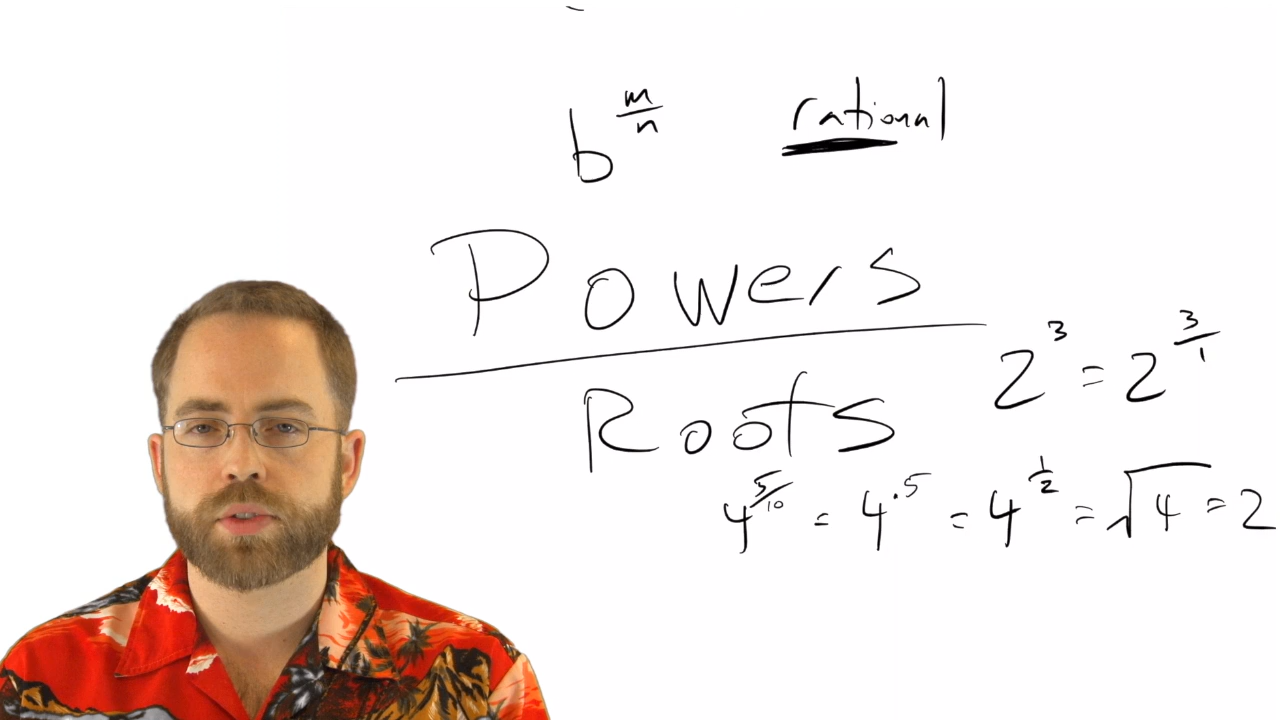 b^(m/n) rational
Powers
Roots
2^3 = 2^(3/1)
4^(5/10) = 4^.5 = 4^(1/2) = √4 = 2